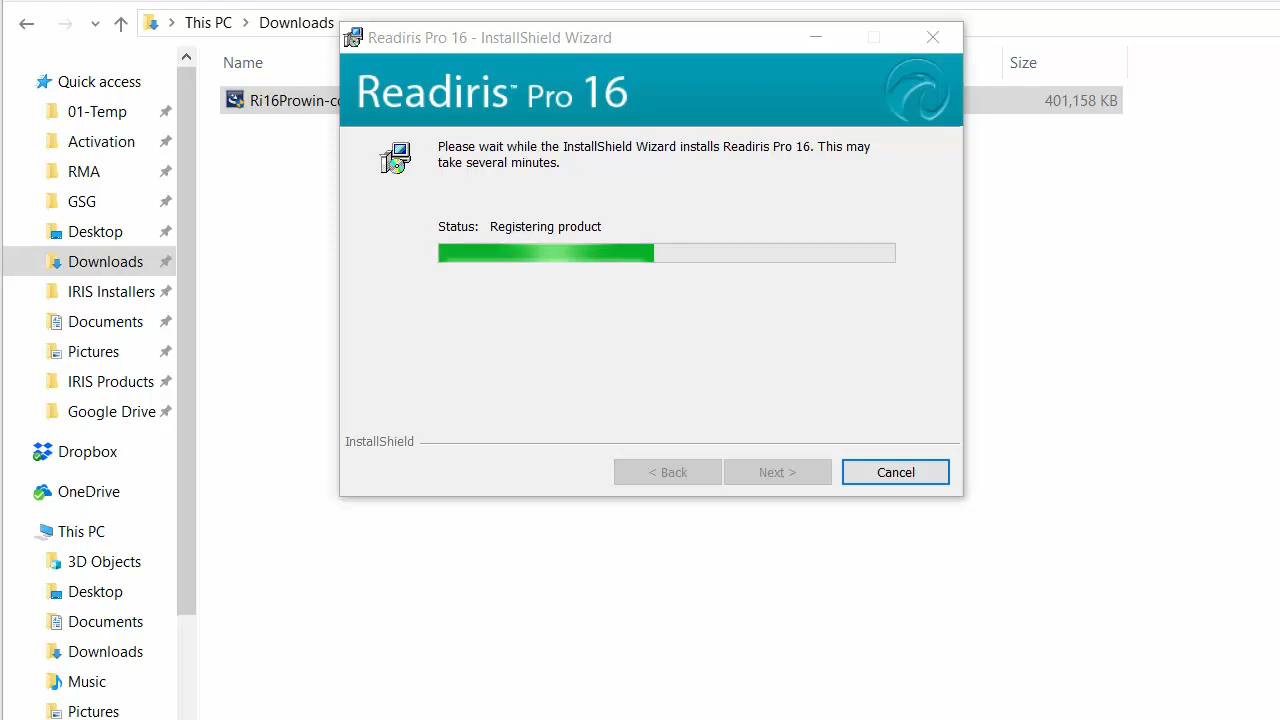 This PC > Downloads
Readiris Pro 16 - InstallShield Wizard
Name
Size
Readiris™ Pro 16
Ri16Prowin-co
401,158 KB
Quick access
01-Temp
Activation
RMA
GSG
Desktop
Downloads
IRIS Installers
Documents
Pictures
IRIS Products
Google Drive
Dropbox
OneDrive
This PC
3D Objects
Desktop
Documents
Downloads
Music
Pictures
Please wait while the InstallShield Wizard installs Readiris Pro 16. This may
take several minutes.
Status: Registering product
InstallShield
< Back
Next >
Cancel